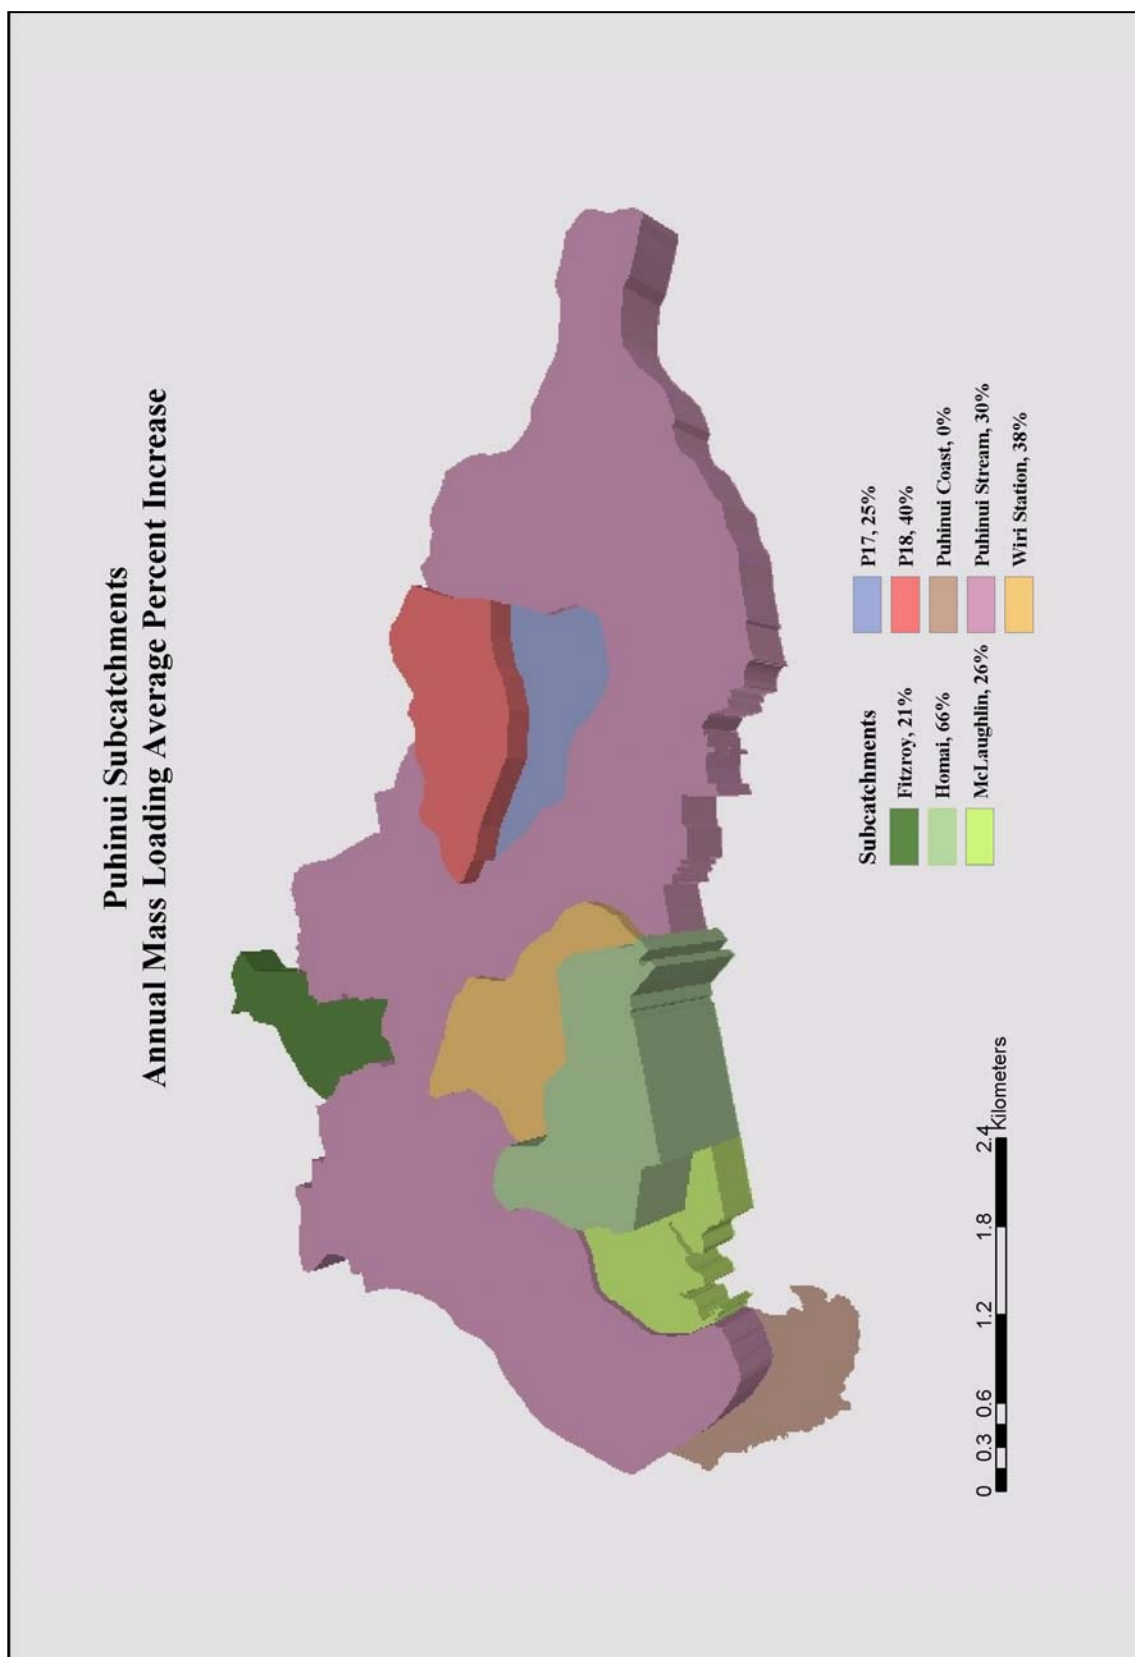 Puhinui Subcatchments
Annual Mass Loading Average Percent Increase
Subcatchments
Fitzroy, 21%
Homai, 66%
McLaughlin, 26%
P17, 25%
P18, 40%
Puhinui Coast, 0%
Puhinui Stream, 30%
Wiri Station, 38%
0 0.3 0.6 1.2 1.8 2.4
Kilometers